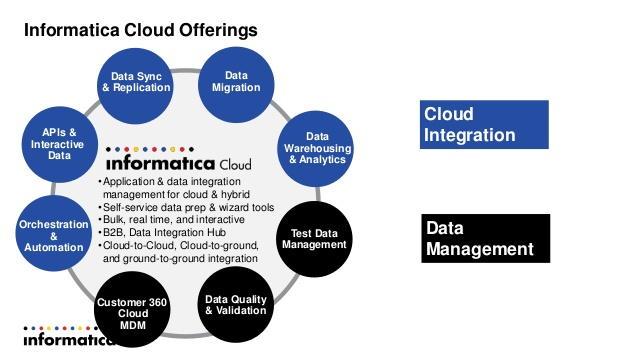 Informatica Cloud Offerings
Data Sync
& Replication
Data
Migration
APIs &
Interactive
Data
Data
Warehousing
& Analytics
Cloud
Integration
informatica Cloud
•Application & data integration
management for cloud & hybrid
•Self-service data prep & wizard tools
•Bulk, real time, and interactive
•B2B, Data Integration Hub
•Cloud-to-Cloud, Cloud-to-ground,
and ground-to-ground integration
Orchestration
&
Automation
Test Data
Management
Data
Management
Customer 360
Cloud
MDM
Data Quality
& Validation
informatica